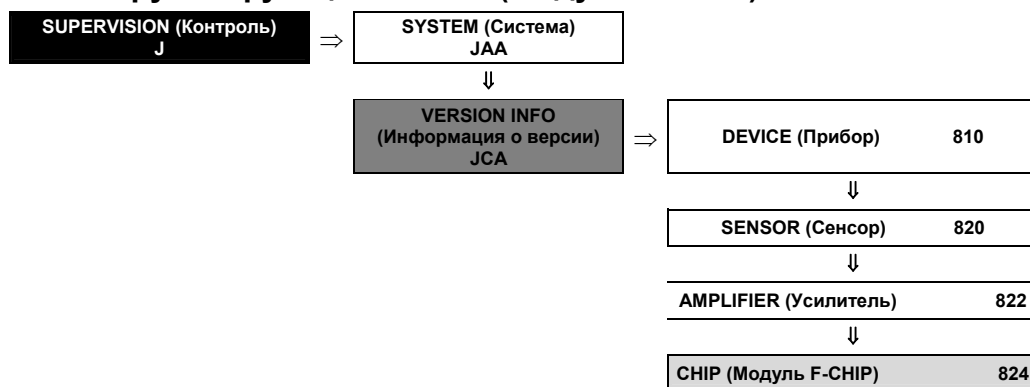 SUPERVISION (Контроль)
J
⇒
SYSTEM (Система)
JAA
⇓
VERSION INFO
(Информация о версии)
JCA
⇒
DEVICE (Прибор) 810
⇓
SENSOR (Сенсор) 820
⇓
AMPLIFIER (Усилитель) 822
⇓
CHIP (Модуль F-CHIP) 824